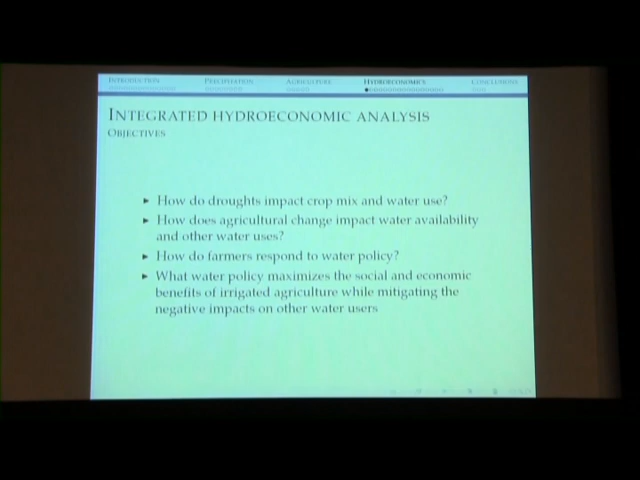 INTRODUCTION PRECIPITATION AGRICULTURE HYDROECONOMICS CONCLUSIONS
INTEGRATED HYDROECONOMIC ANALYSIS
OBJECTIVES
How do droughts impact crop mix and water use?
How does agricultural change impact water availability
and other water uses?
How do farmers respond to water policy?
What water policy maximizes the social and economic
benefits of irrigated agriculture while mitigating the
negative impacts on other water users